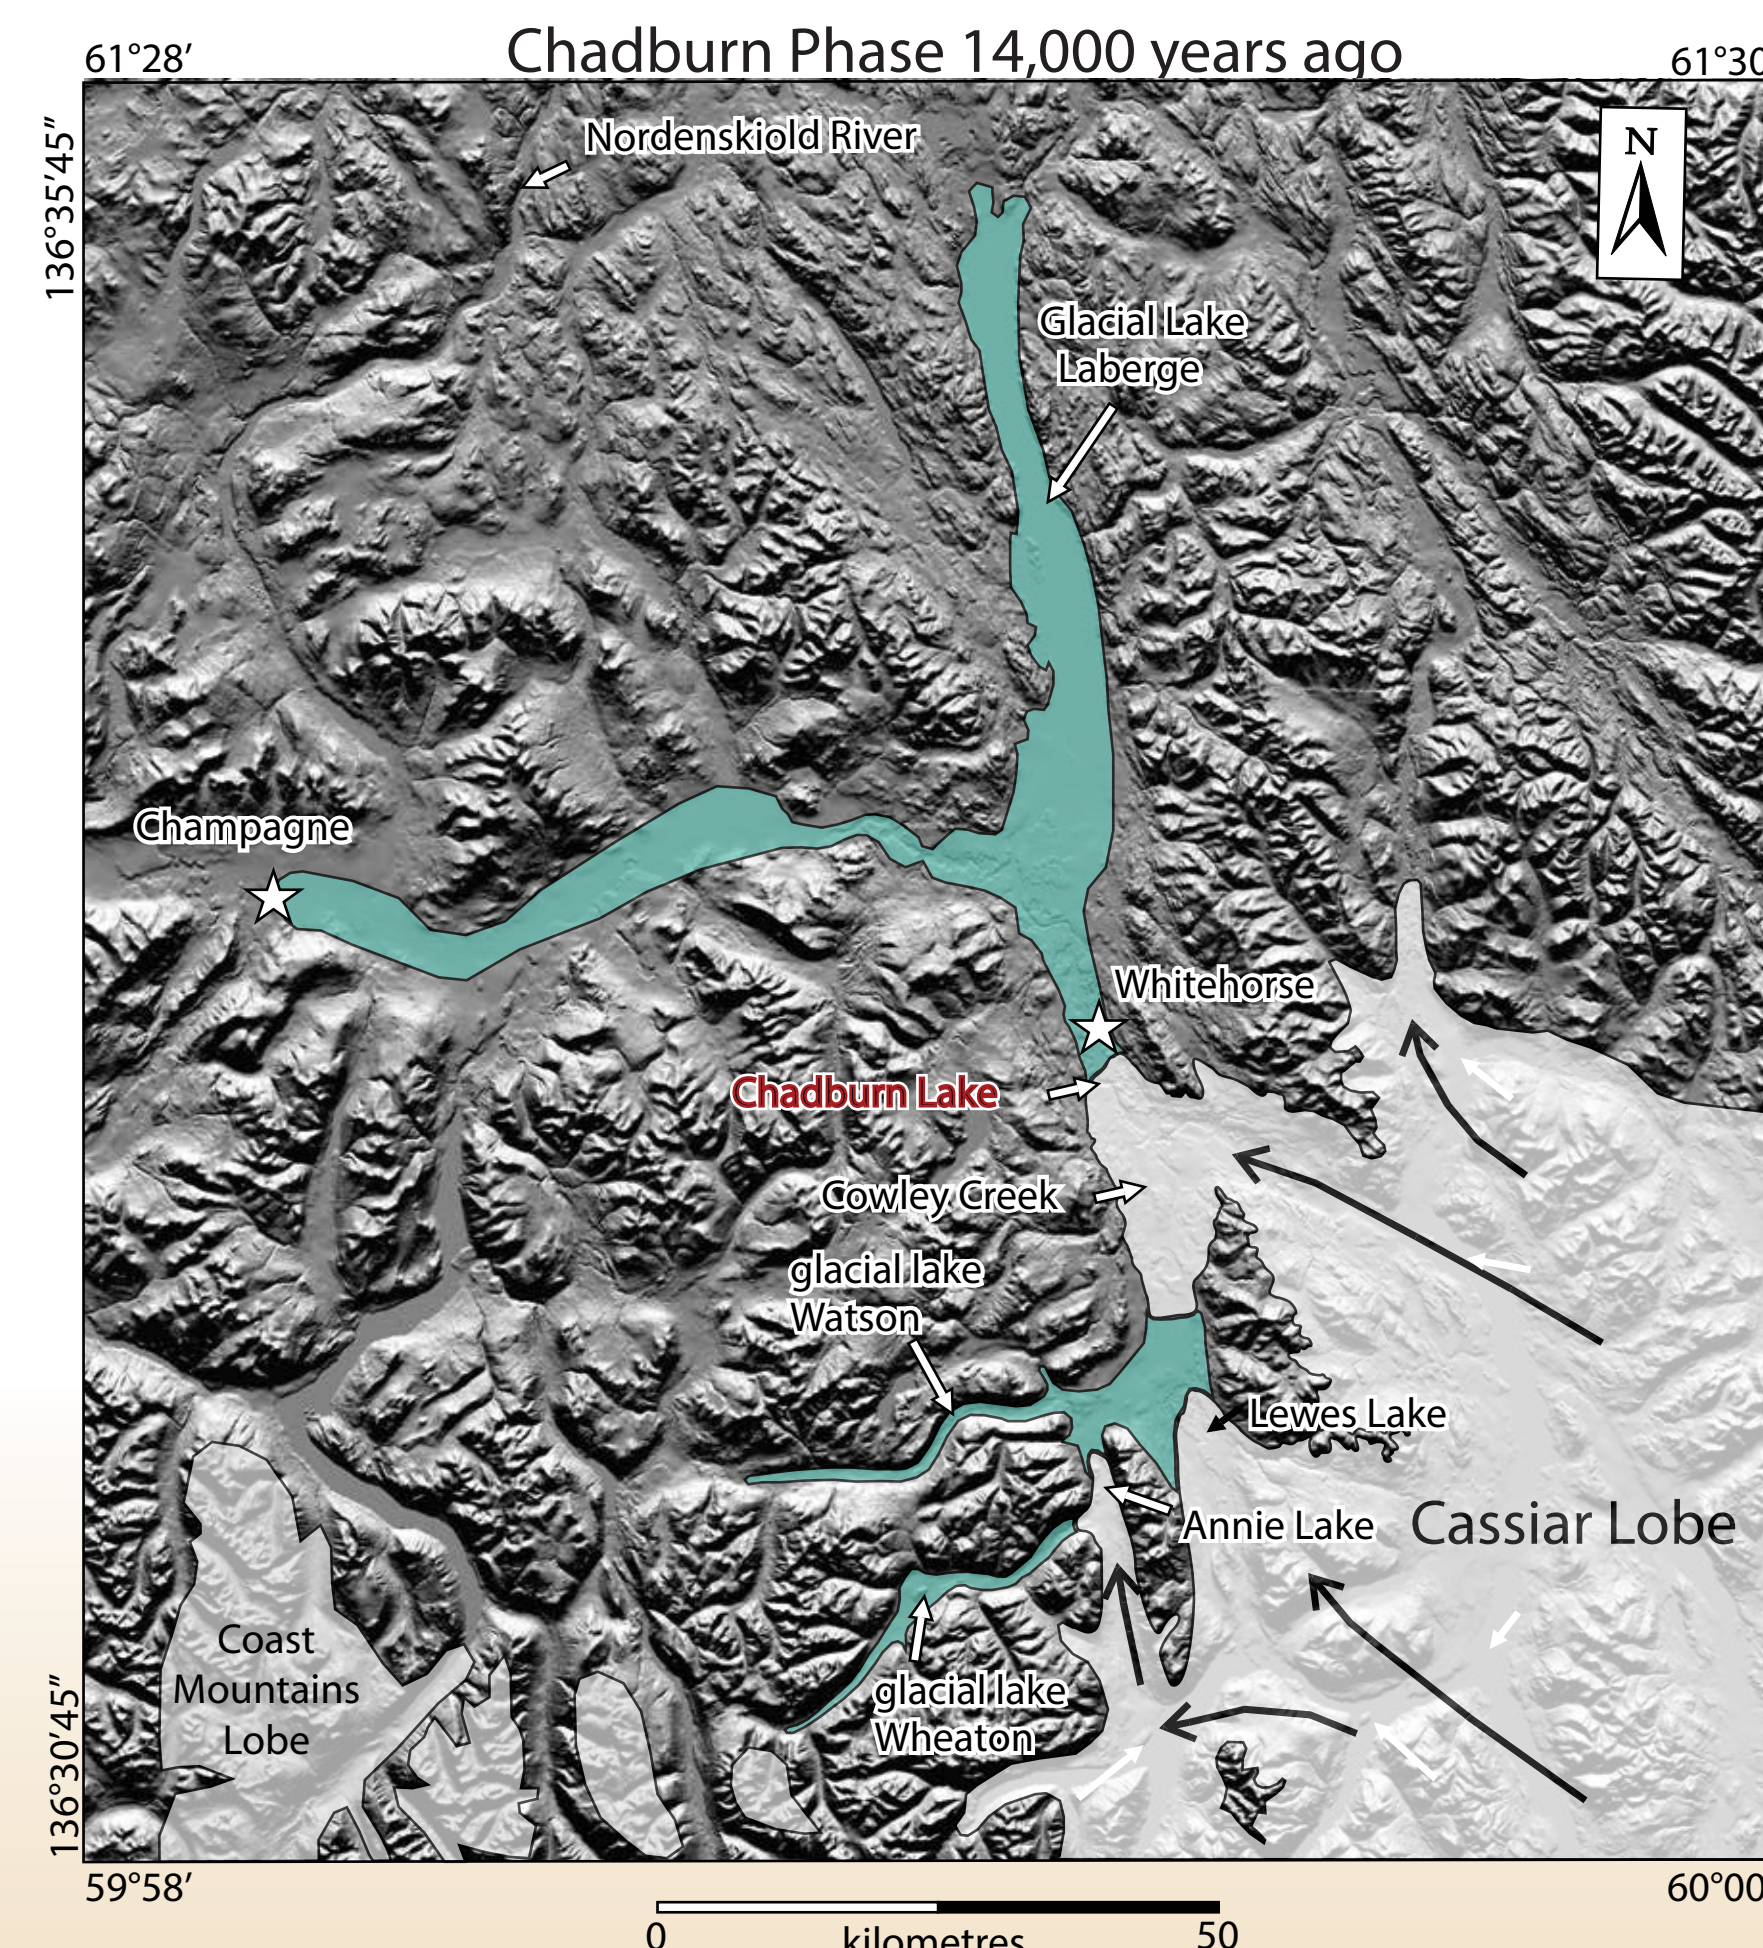 Chadburn Phase 14,000 years ago
61°28′
61°30
136°35′45″
Nordenskiold River
N
Glacial Lake
Laberge
Champagne
Whitehorse
Chadburn Lake
Cowley Creek
glacial lake
Watson
Lewes Lake
Annie Lake
Cassiar Lobe
Coast
Mountains
Lobe
glacial lake
Wheaton
136°30′45″
59°58′
60°00
0
kilometres
50